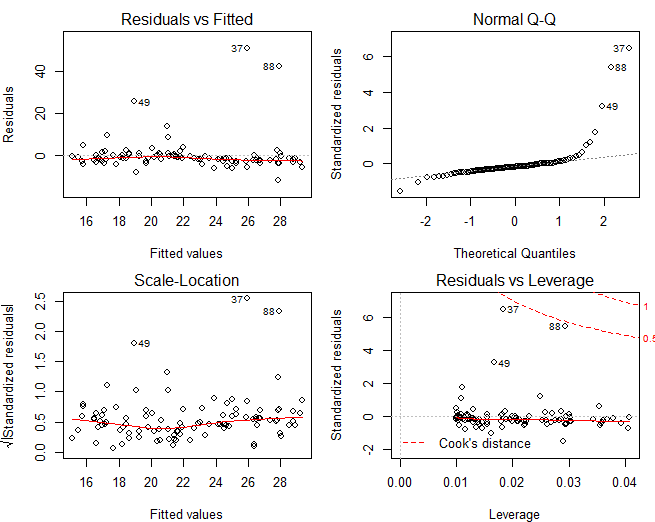 Residuals vs Fitted
Residuals
0 20 40
37
88
49
16 18 20 22 24 26 28
Fitted values
Normal Q-Q
Standardized residuals
0 2 4 6
37
88
49
-2 -1 0 1 2
Theoretical Quantiles
Scale-Location
√|Standardized residuals|
0.0 0.5 1.0 1.5 2.0 2.5
37
88
49
16 18 20 22 24 26 28
Fitted values
Residuals vs Leverage
Standardized residuals
-2 0 2 4 6
37
88
49
1
0.5
Cook's distance
0.00 0.01 0.02 0.03 0.04
Leverage